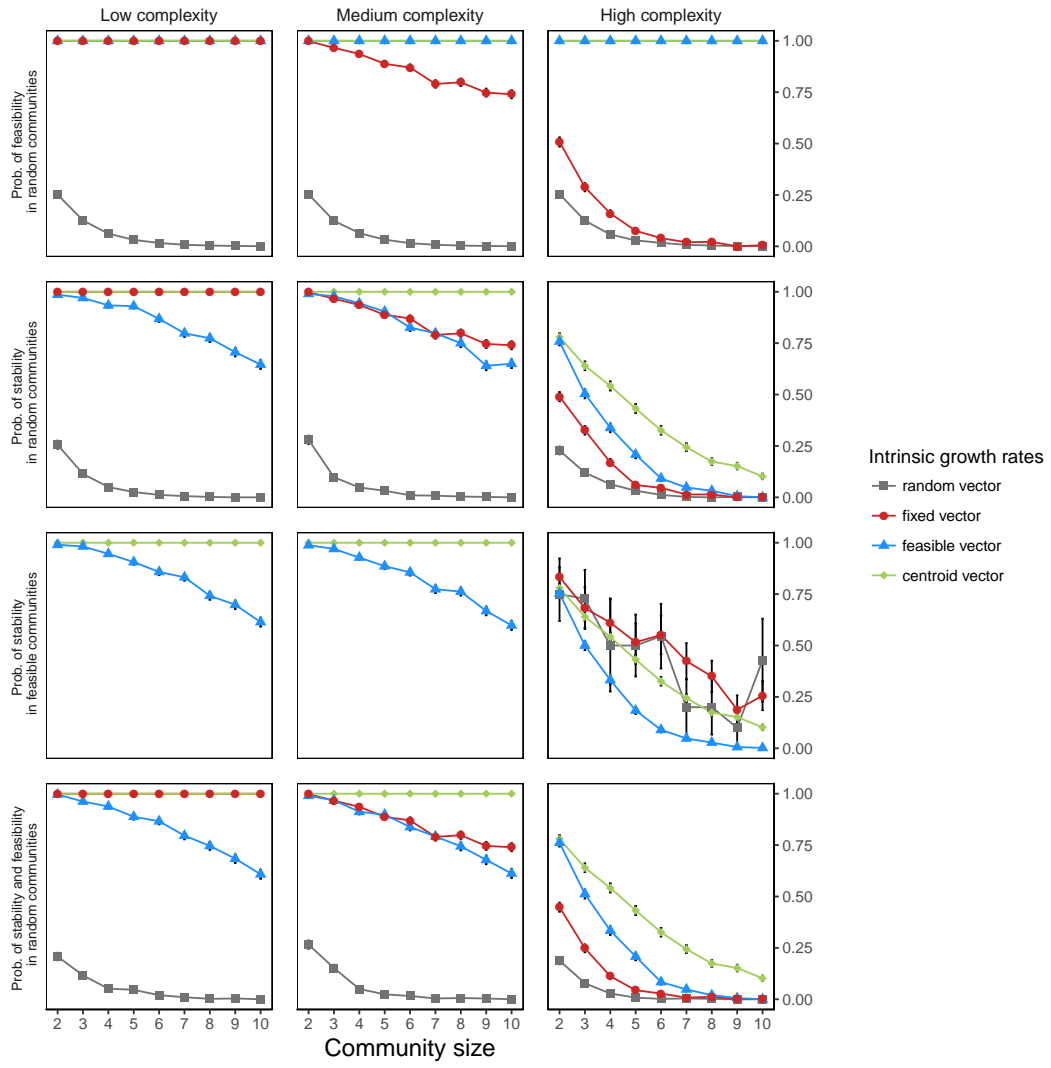 Low complexity
Medium complexity
High complexity
Prob. of feasibility
in random communities
1.00
0.75
0.50
0.25
0.00
Prob. of stability
in random communities
1.00
0.75
0.50
0.25
0.00
Prob. of stability
in feasible communities
1.00
0.75
0.50
0.25
0.00
Prob. of stability and feasibility
in random communities
1.00
0.75
0.50
0.25
0.00
2 3 4 5 6 7 8 9 10
2 3 4 5 6 7 8 9 10
2 3 4 5 6 7 8 9 10
Community size
Intrinsic growth rates
random vector
fixed vector
feasible vector
centroid vector